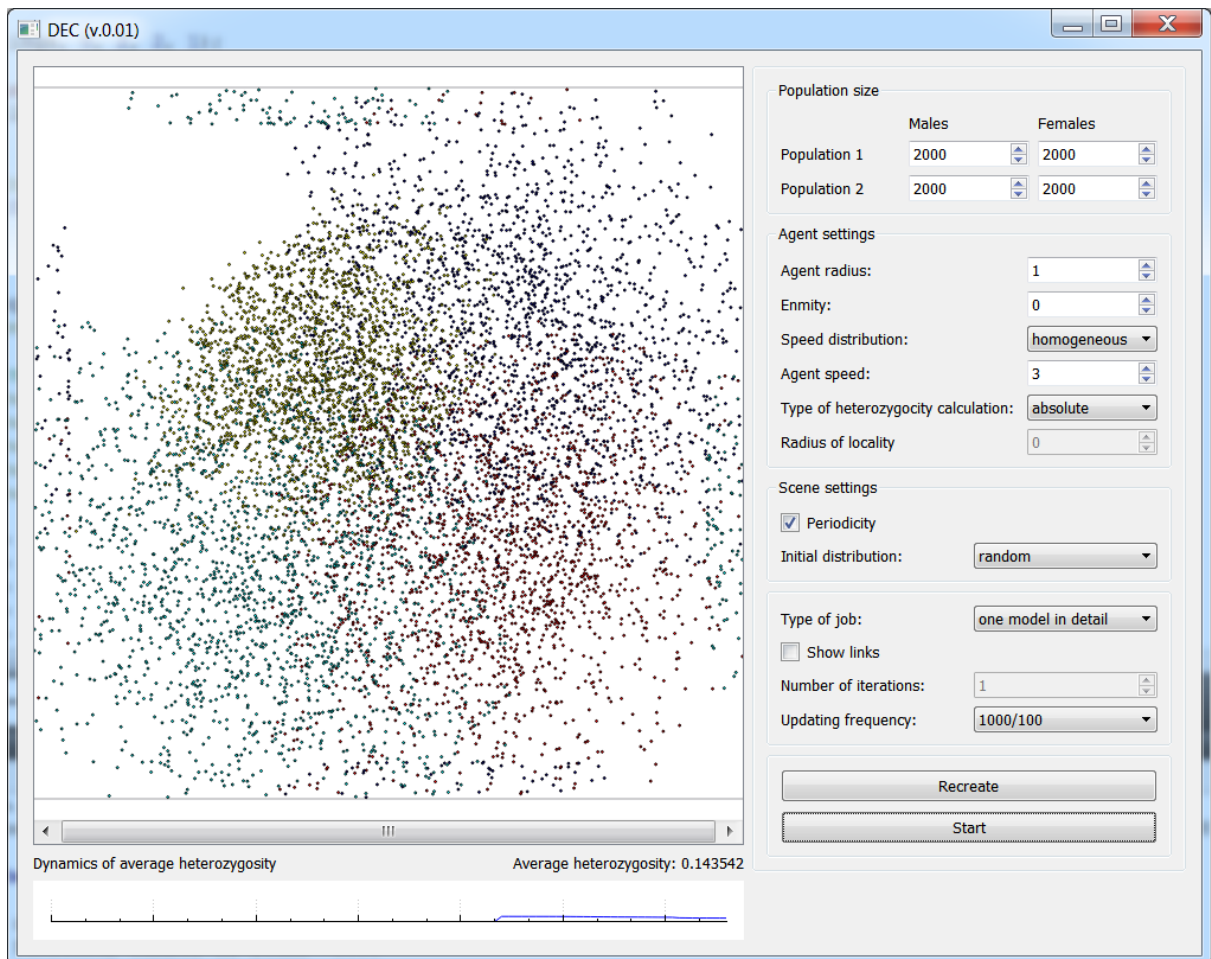 DEC (v.0.01)
Population size
Males Females
Population 1 2000 2000
Population 2 2000 2000
Agent settings
Agent radius: 1
Enmity: 0
Speed distribution: homogeneous
Agent speed: 3
Type of heterozygocity calculation: absolute
Radius of locality 0
Scene settings
Periodicity
Initial distribution: random
Type of job: one model in detail
Show links
Number of iterations: 1
Updating frequency: 1000/100
Recreate
Start
Dynamics of average heterozygosity Average heterozygosity: 0.143542